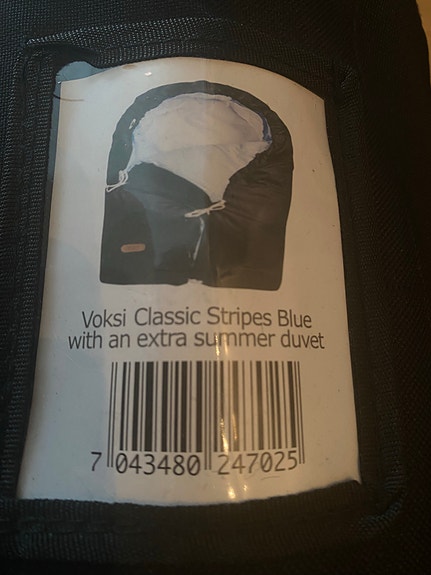 Voksi Classic Stripes Blue
with an extra summer duvet
7 043480 247025